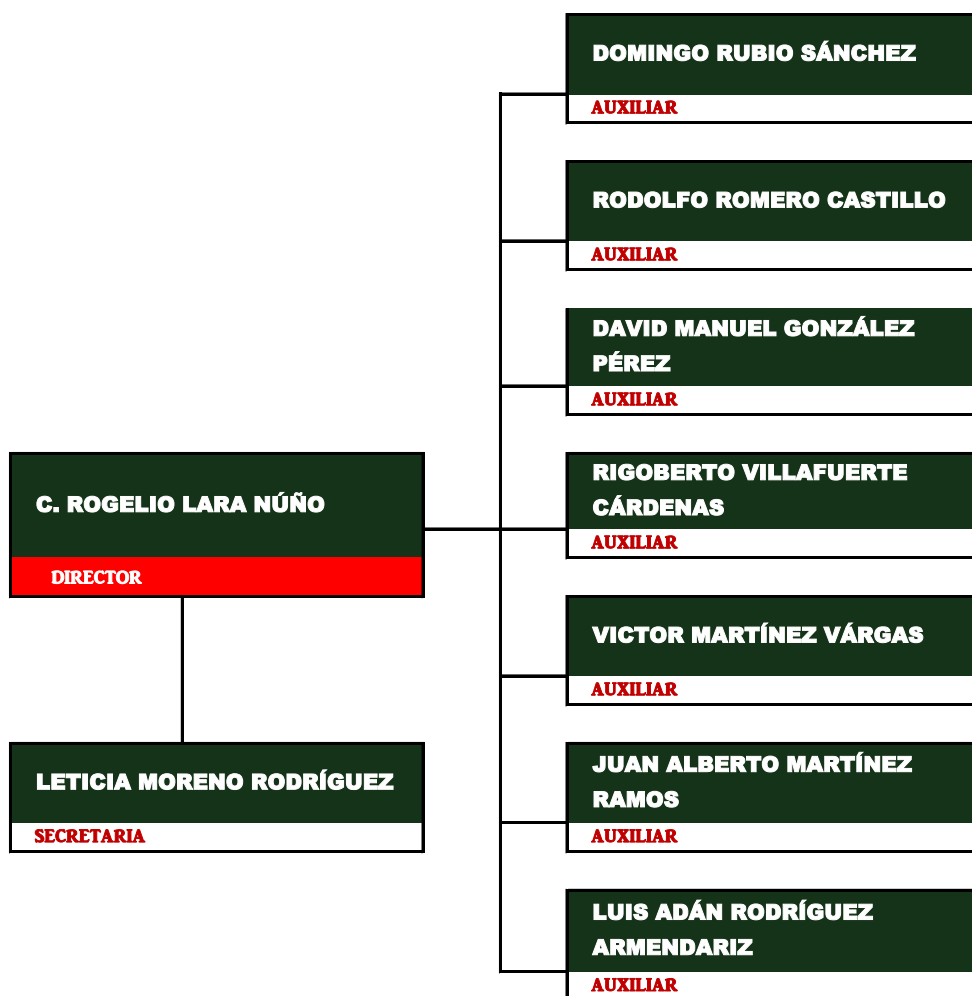 DOMINGO RUBIO SÁNCHEZ
AUXILIAR
RODOLFO ROMERO CASTILLO
AUXILIAR
DAVID MANUEL GONZÁLEZ
PÉREZ
AUXILIAR
C. ROGELIO LARA NÚÑO
DIRECTOR
RIGOBERTO VILLAFUERTE
CÁRDENAS
AUXILIAR
VICTOR MARTÍNEZ VÁRGAS
AUXILIAR
LETICIA MORENO RODRÍGUEZ
SECRETARIA
JUAN ALBERTO MARTÍNEZ
RAMOS
AUXILIAR
LUIS ADÁN RODRÍGUEZ
ARMENDARIZ
AUXILIAR